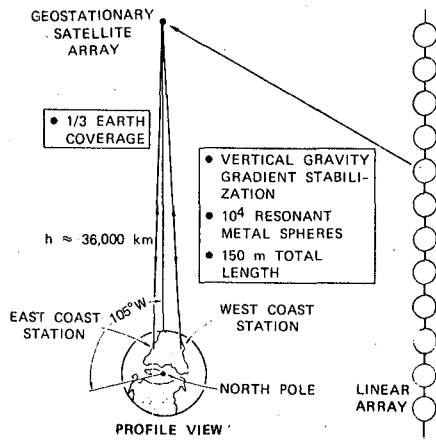 GEOSTATIONARY
SATELLITE
ARRAY
• 1/3 EARTH
COVERAGE
• VERTICAL GRAVITY
GRADIENT STABILI-
ZATION
• 10⁴ RESONANT
METAL SPHERES
• 150 m TOTAL
LENGTH
h ≈ 36,000 km
105°W
EAST COAST
STATION
WEST COAST
STATION
NORTH POLE
LINEAR
ARRAY
PROFILE VIEW